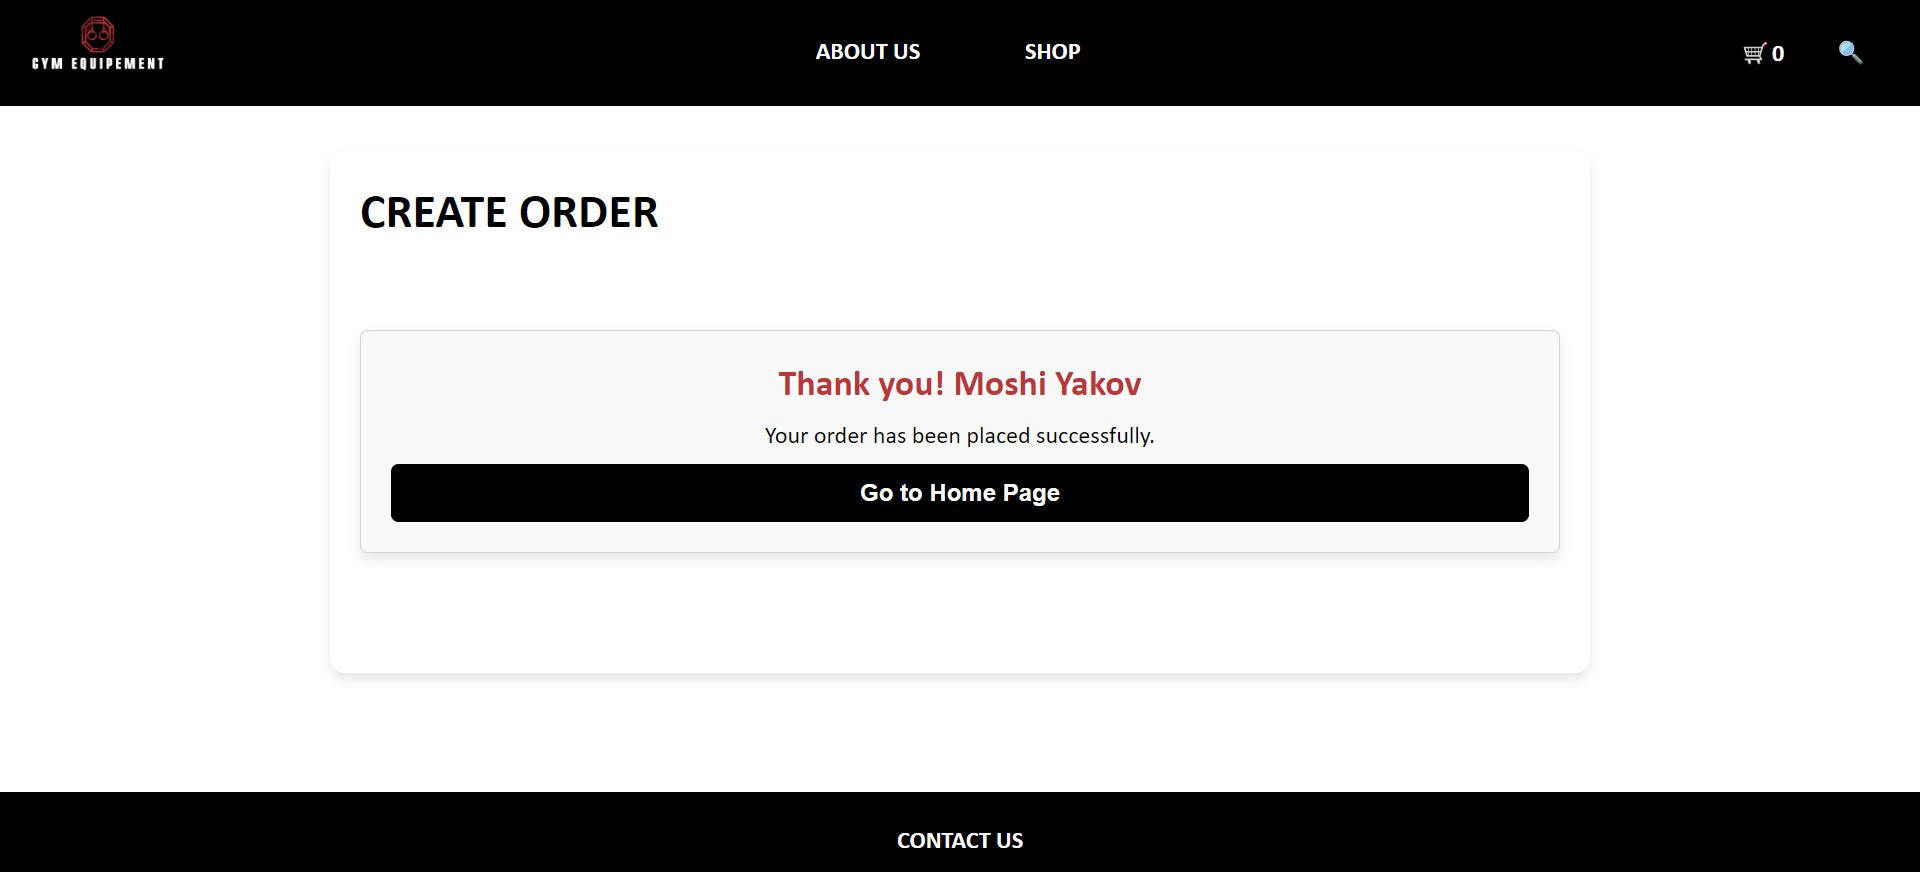 GYM EQUIPEMENT
ABOUT US
SHOP
0
CREATE ORDER
Thank you! Moshi Yakov
Your order has been placed successfully.
Go to Home Page
CONTACT US